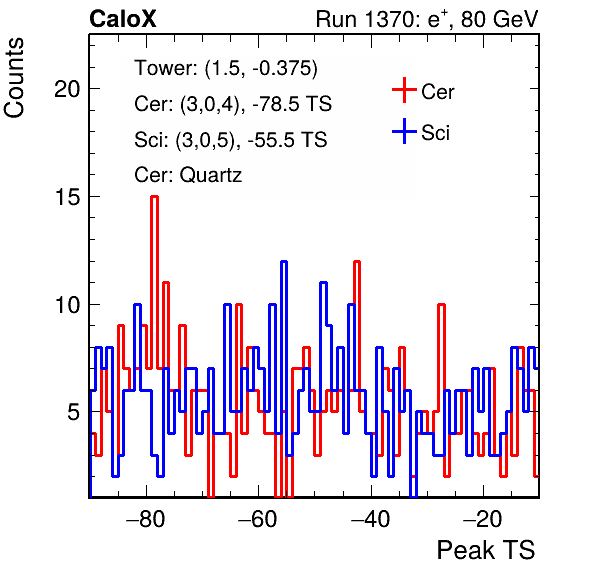 CaloX Run 1370: e⁺, 80 GeV
Counts
Tower: (1.5, -0.375)
Cer: (3,0,4), -78.5 TS
Sci: (3,0,5), -55.5 TS
Cer: Quartz
Cer
Sci
20
15
10
5
−80 −60 −40 −20
Peak TS